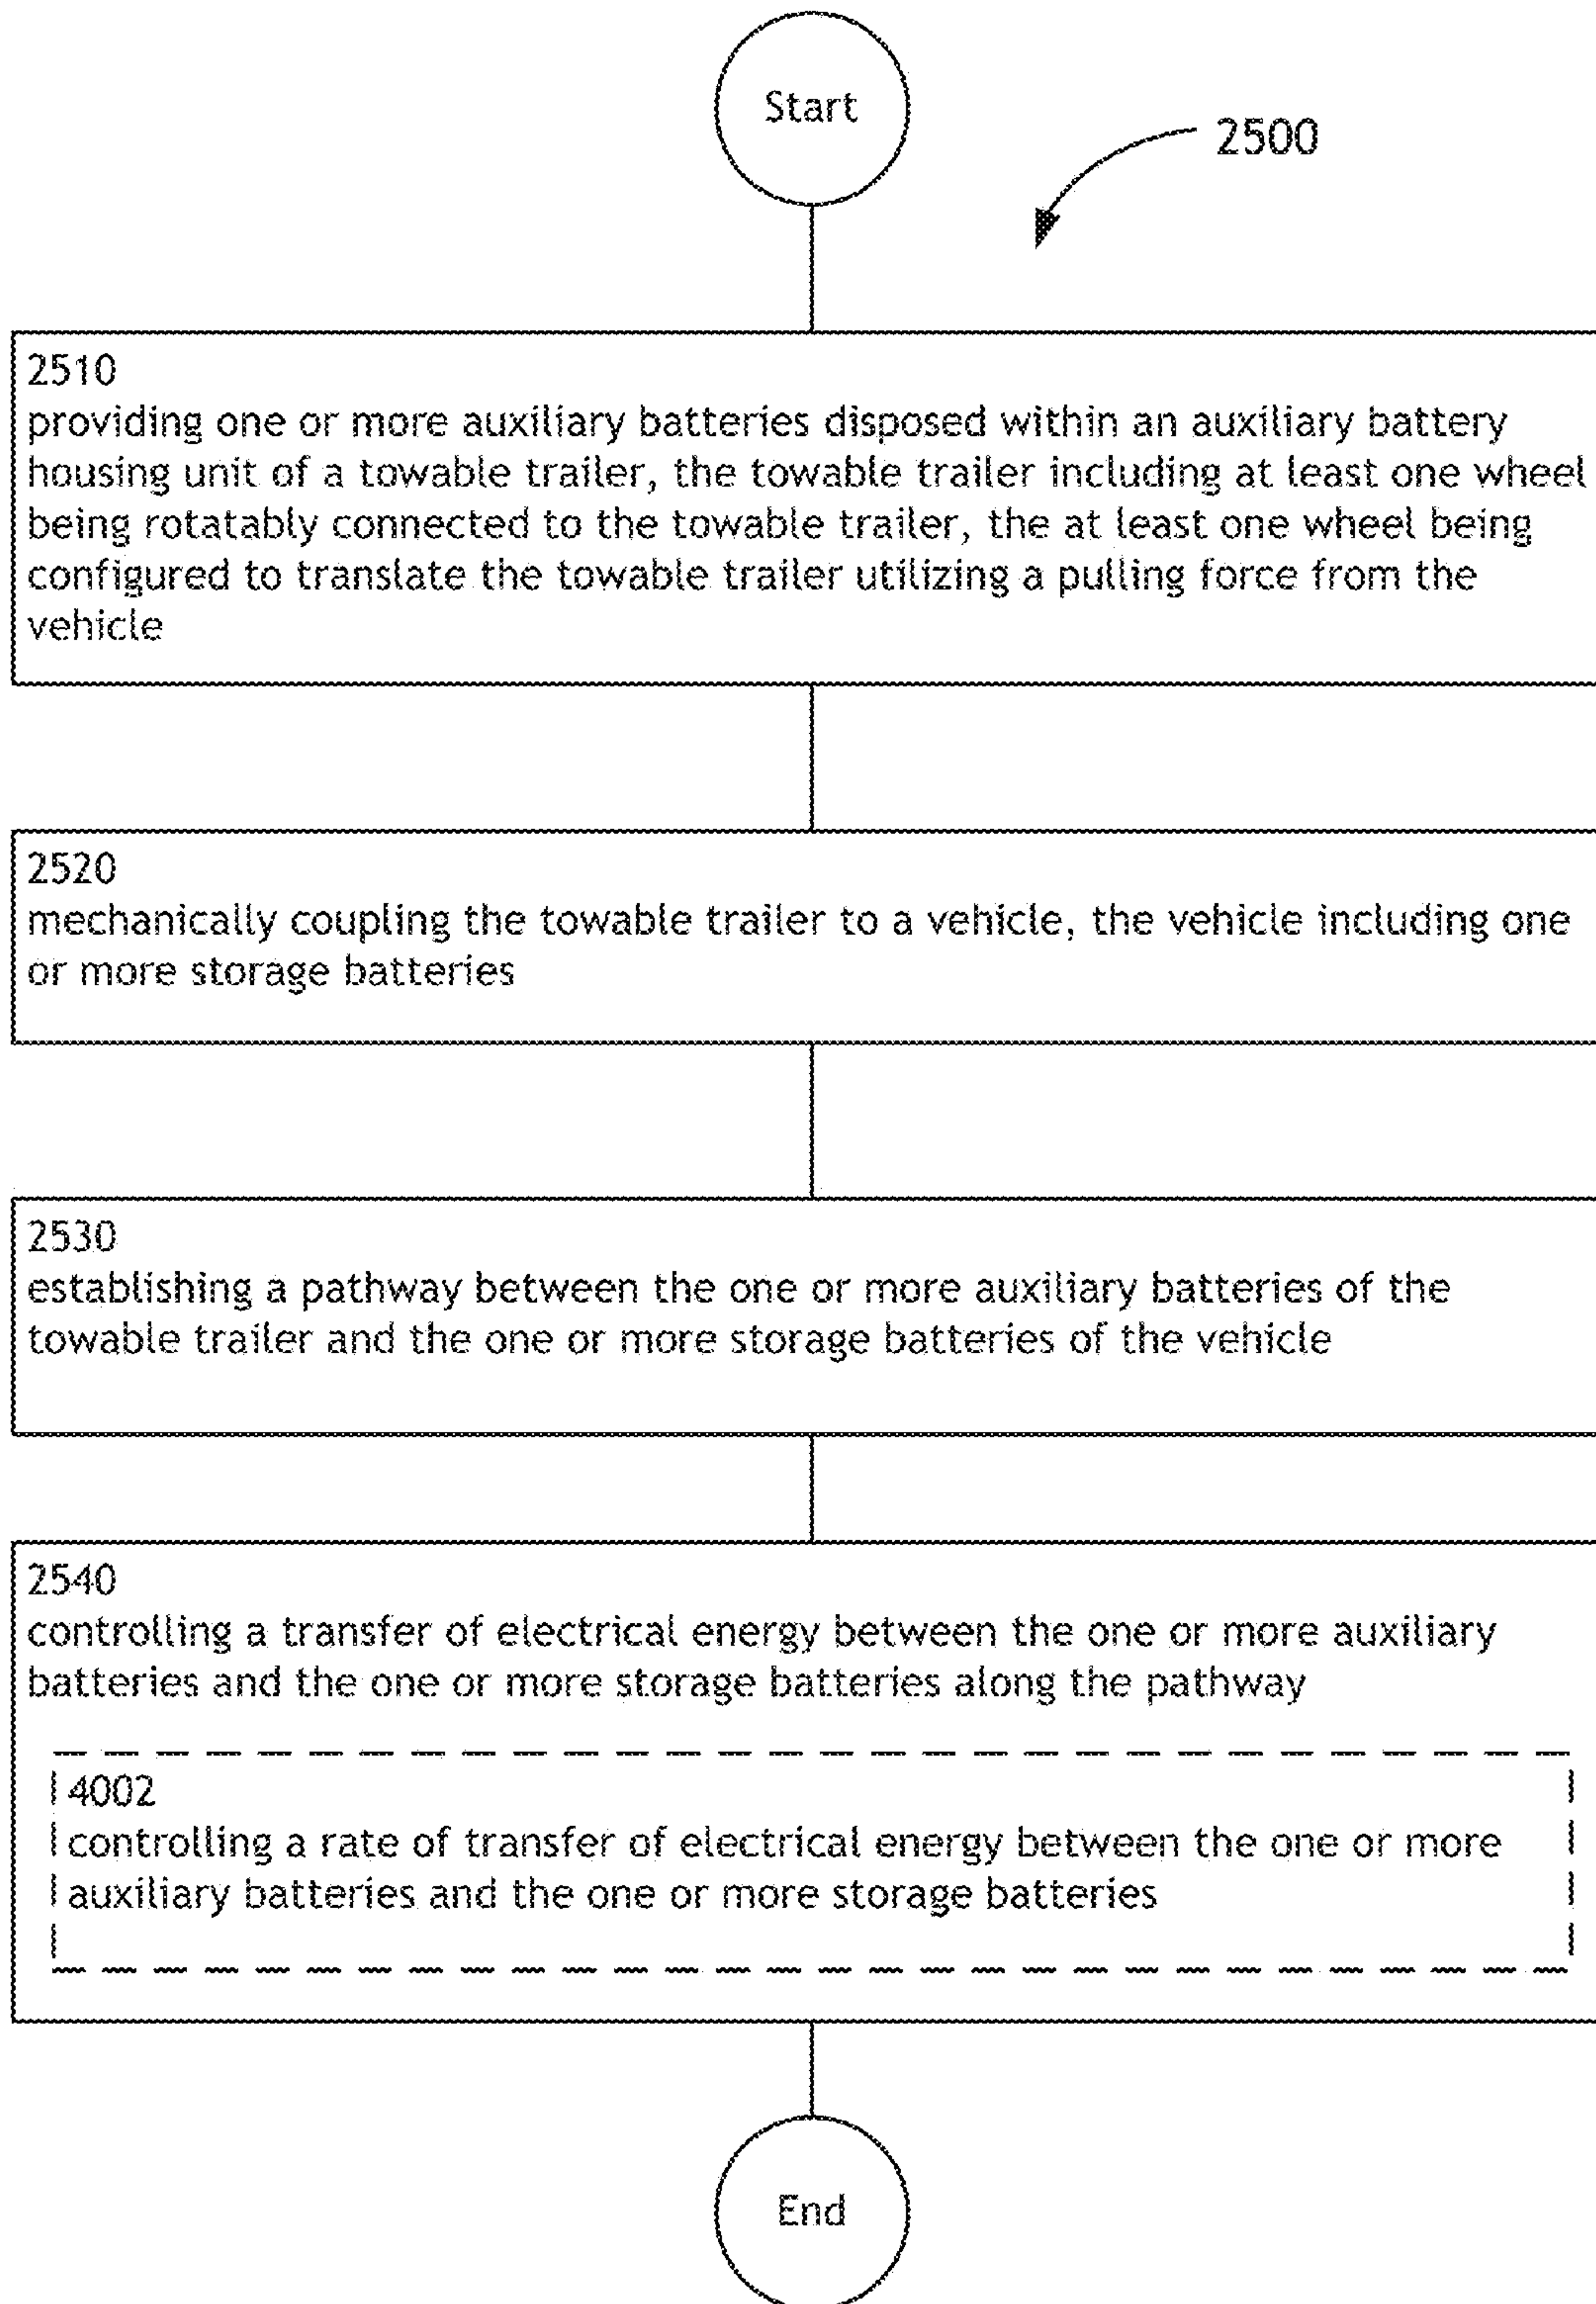 Start
2500
2510
providing one or more auxiliary batteries disposed within an auxiliary battery
housing unit of a towable trailer, the towable trailer including at least one wheel
being rotatably connected to the towable trailer, the at least one wheel being
configured to translate the towable trailer utilizing a pulling force from the
vehicle
2520
mechanically coupling the towable trailer to a vehicle, the vehicle including one
or more storage batteries
2530
establishing a pathway between the one or more auxiliary batteries of the
towable trailer and the one or more storage batteries of the vehicle
2540
controlling a transfer of electrical energy between the one or more auxiliary
batteries and the one or more storage batteries along the pathway
4002
controlling a rate of transfer of electrical energy between the one or more
auxiliary batteries and the one or more storage batteries
End